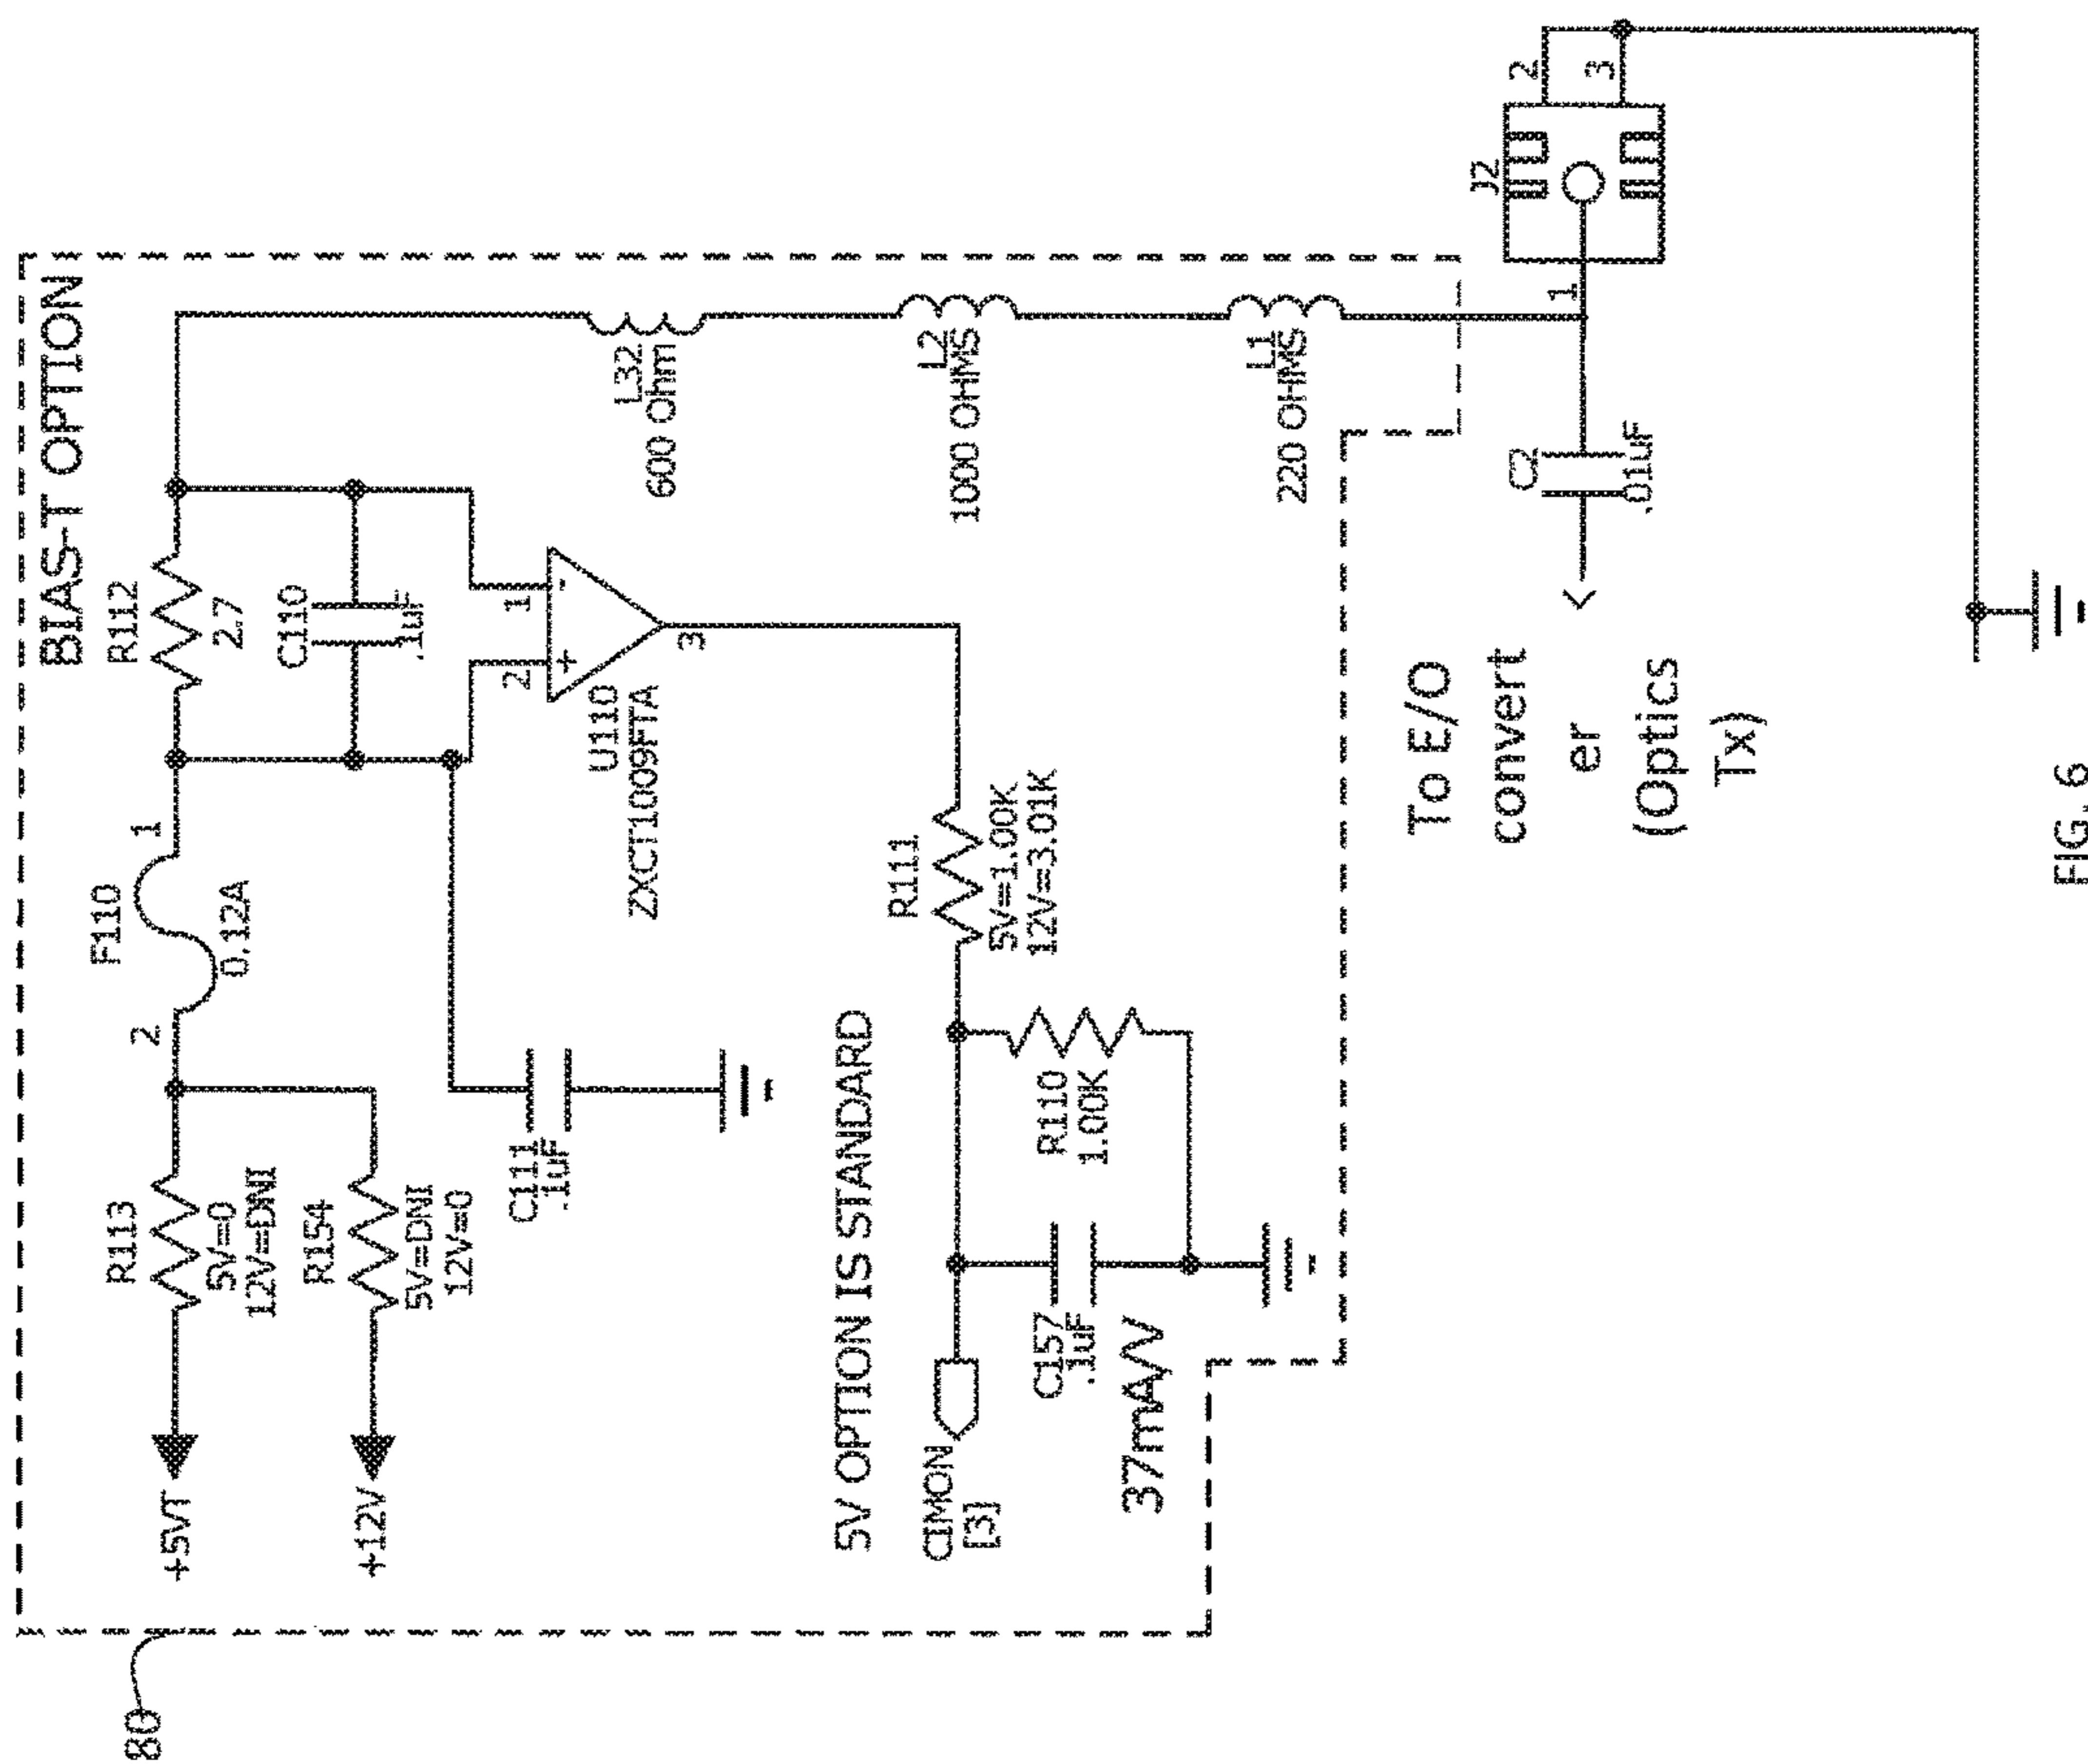 80
BIAS-T OPTION
+5VT
R113
5V=0
12V=DNI
+12V
R154
5V=DNI
12V=0
2
F110
0.12A
1
R112
2.7
C110
.1uF
C111
.1uF
2
+
1
-
3
U110
ZXCT1009FTA
L32
600 Ohm
L2
1000 OHMS
L1
220 OHMS
5V OPTION IS STANDARD
CIMON
[3]
R111
5V=1.00K
12V=3.01K
R110
1.00K
C157
.1uF
37mA/V
To E/O
convert
er
(Optics
Tx)
C2
.01uF
1
J2
2
3
FIG. 6